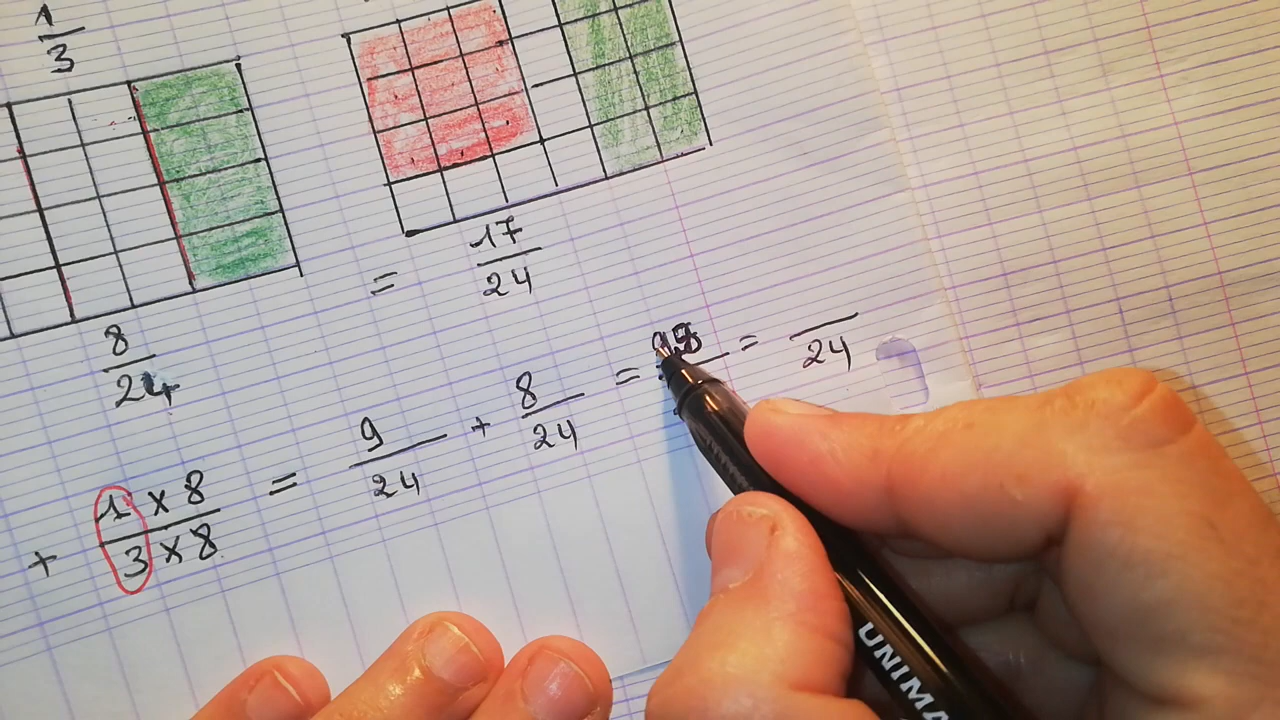 1/3
8/24
= 17/24
+ 1 × 8 / 3 × 8 = 9/24 + 8/24 = = /24
UNIMA